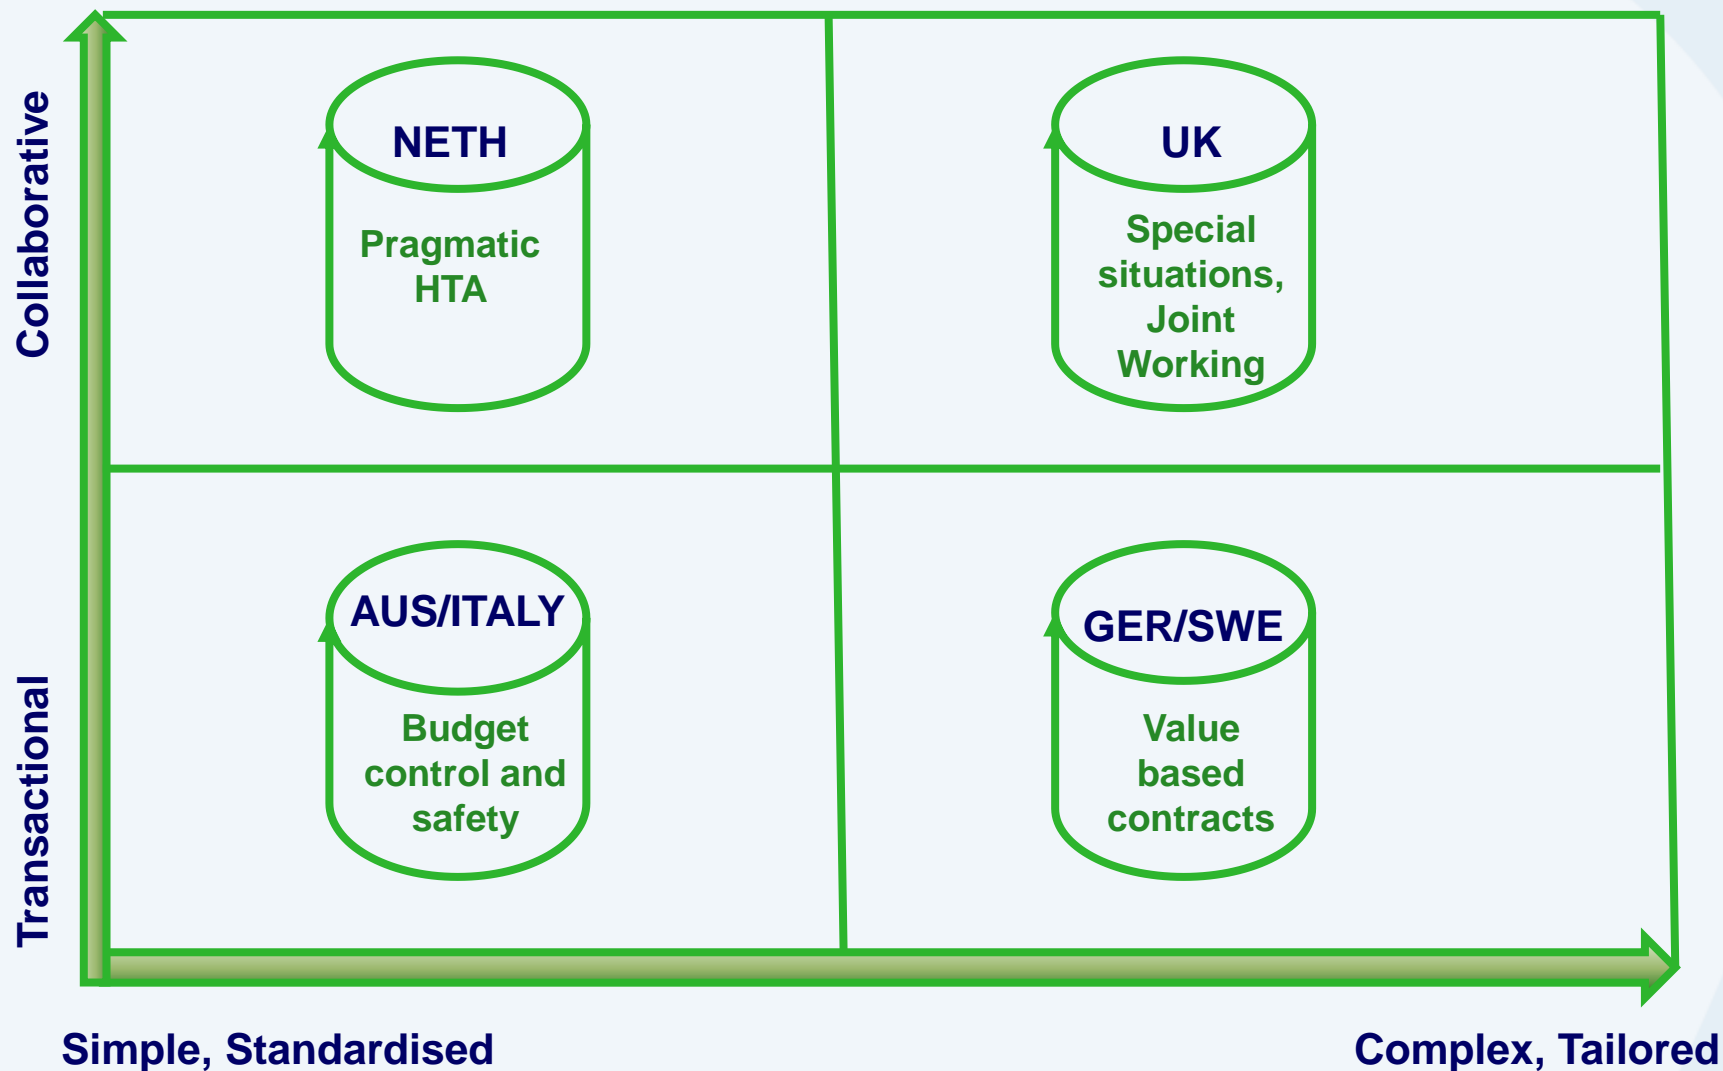 Collaborative
NETH
Pragmatic
HTA
UK
Special
situations,
Joint
Working
Transactional
AUS/ITALY
Budget
control and
safety
GER/SWE
Value
based
contracts
Simple, Standardised
Complex, Tailored